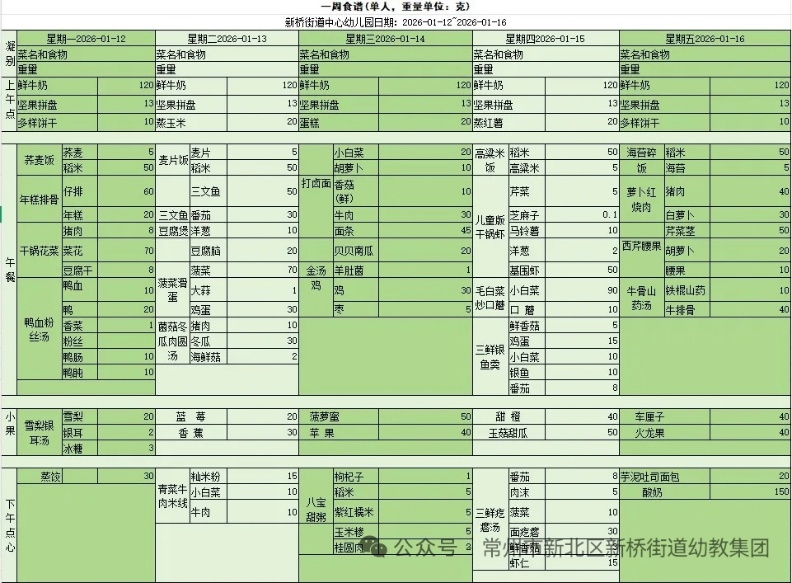 一周食谱(单人，重量单位：克)
新桥街道中心幼儿园日期：2026-01-12~2026-01-16
星期一2026-01-12 星期二2026-01-13 星期三2026-01-14 星期四2026-01-15 星期五2026-01-16
菜名和食物 菜名和食物 菜名和食物 菜名和食物 菜名和食物
重量 重量 重量 重量 重量
上午点
鲜牛奶 120 鲜牛奶 120 鲜牛奶 120 鲜牛奶 120 鲜牛奶 120
坚果拼盘 13 坚果拼盘 13 坚果拼盘 13 坚果拼盘 13 坚果拼盘 13
多样饼干 10 蒸玉米 20 蛋糕 20 蒸红薯 20 多样饼干 10
午餐
荞麦饭 荞麦 5
稻米 50
年糕排骨 仔排 60
年糕 20
干锅花菜 猪肉 8
菜花 70
豆腐干 8
鸭血粉丝汤 鸭血 10
鸭 20
香菜 1
粉丝 10
鸭肠 10
鸭肫 10
麦片饭 麦片 5
稻米 50
三文鱼豆腐煲 三文鱼 50
番茄 30
洋葱 10
豆腐脑 20
菠菜滑蛋 菠菜 70
大蒜 1
鸡蛋 30
菌菇冬瓜肉圆汤 猪肉 10
冬瓜 30
海鲜菇 2
打卤面 小白菜 20
胡萝卜 10
香菇(鲜) 10
牛肉 30
面条 45
贝贝南瓜 20
金汤鸡 羊肚菌 1
鸡 30
枣 5
高粱米饭 稻米 50
高粱米 5
儿童版干锅虾 芹菜 5
芝麻子 0.1
马铃薯 10
洋葱 2
基围虾 50
毛白菜炒口蘑 小白菜 90
口蘑 10
三鲜银鱼羹 鲜香菇 5
鸡蛋 15
小白菜 10
银鱼 10
番茄 8
海苔碎饭 稻米 50
海苔 5
萝卜红烧肉 猪肉 40
白萝卜 30
西芹腰果 芹菜茎 50
胡萝卜 20
腰果 10
牛骨山药汤 铁棍山药 10
牛排骨 40
小果
雪梨银耳汤 雪梨 20
银耳 2
冰糖 3
蓝莓 20
香蕉 30
菠萝蜜 50
苹果 40
甜橙 40
玉菇甜瓜 50
车厘子 40
火龙果 40
下午点心
蒸饺 30
青菜牛肉米线 籼米粉 15
小白菜 10
牛肉 10
八宝甜粥 枸杞子 1
稻米 5
紫红糯米 5
玉米糁 5
桂圆肉 3
三鲜疙瘩汤 番茄 8
肉沫 5
菠菜 10
面疙瘩 30
鲜香菇
虾仁 15
芋泥吐司面包 20
酸奶 150
公众号 常州市新北区新桥街道幼教集团